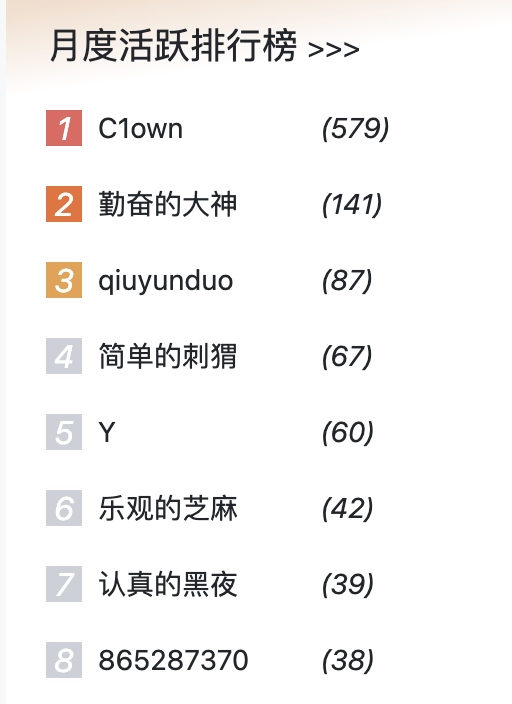 月度活跃排行榜 >>>
1 C1own (579)
2 勤奋的大神 (141)
3 qiuyunduo (87)
4 简单的刺猬 (67)
5 Y (60)
6 乐观的芝麻 (42)
7 认真的黑夜 (39)
8 865287370 (38)